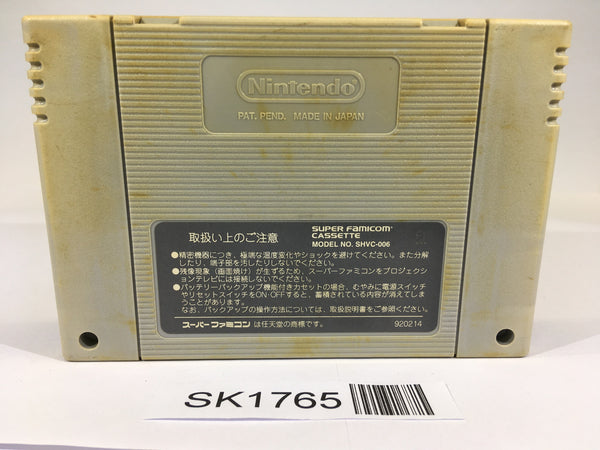 Nintendo
PAT. PEND. MADE IN JAPAN
取扱い上のご注意
SUPER FAMICOM
CASSETTE
MODEL NO. SHVC-006
●精密機器につき、極端な温度変化やショックを避けてください。また分解
したり、端子部を汚したりしないでください。
●残像現象（画面焼け）が生ずるため、スーパーファミコンをプロジェクシ
ョンテレビには接続しないでください。
●バッテリーバックアップ機能付きカセットの場合、むやみに電源スイッチ
やリセットスイッチをON・OFFすると、蓄積されている内容が消えてしま
うことがあります。
なお、バックアップの操作方法については、取扱説明書をご参照ください。
スーパーファミコン は任天堂の商標です。 920214
SK1765